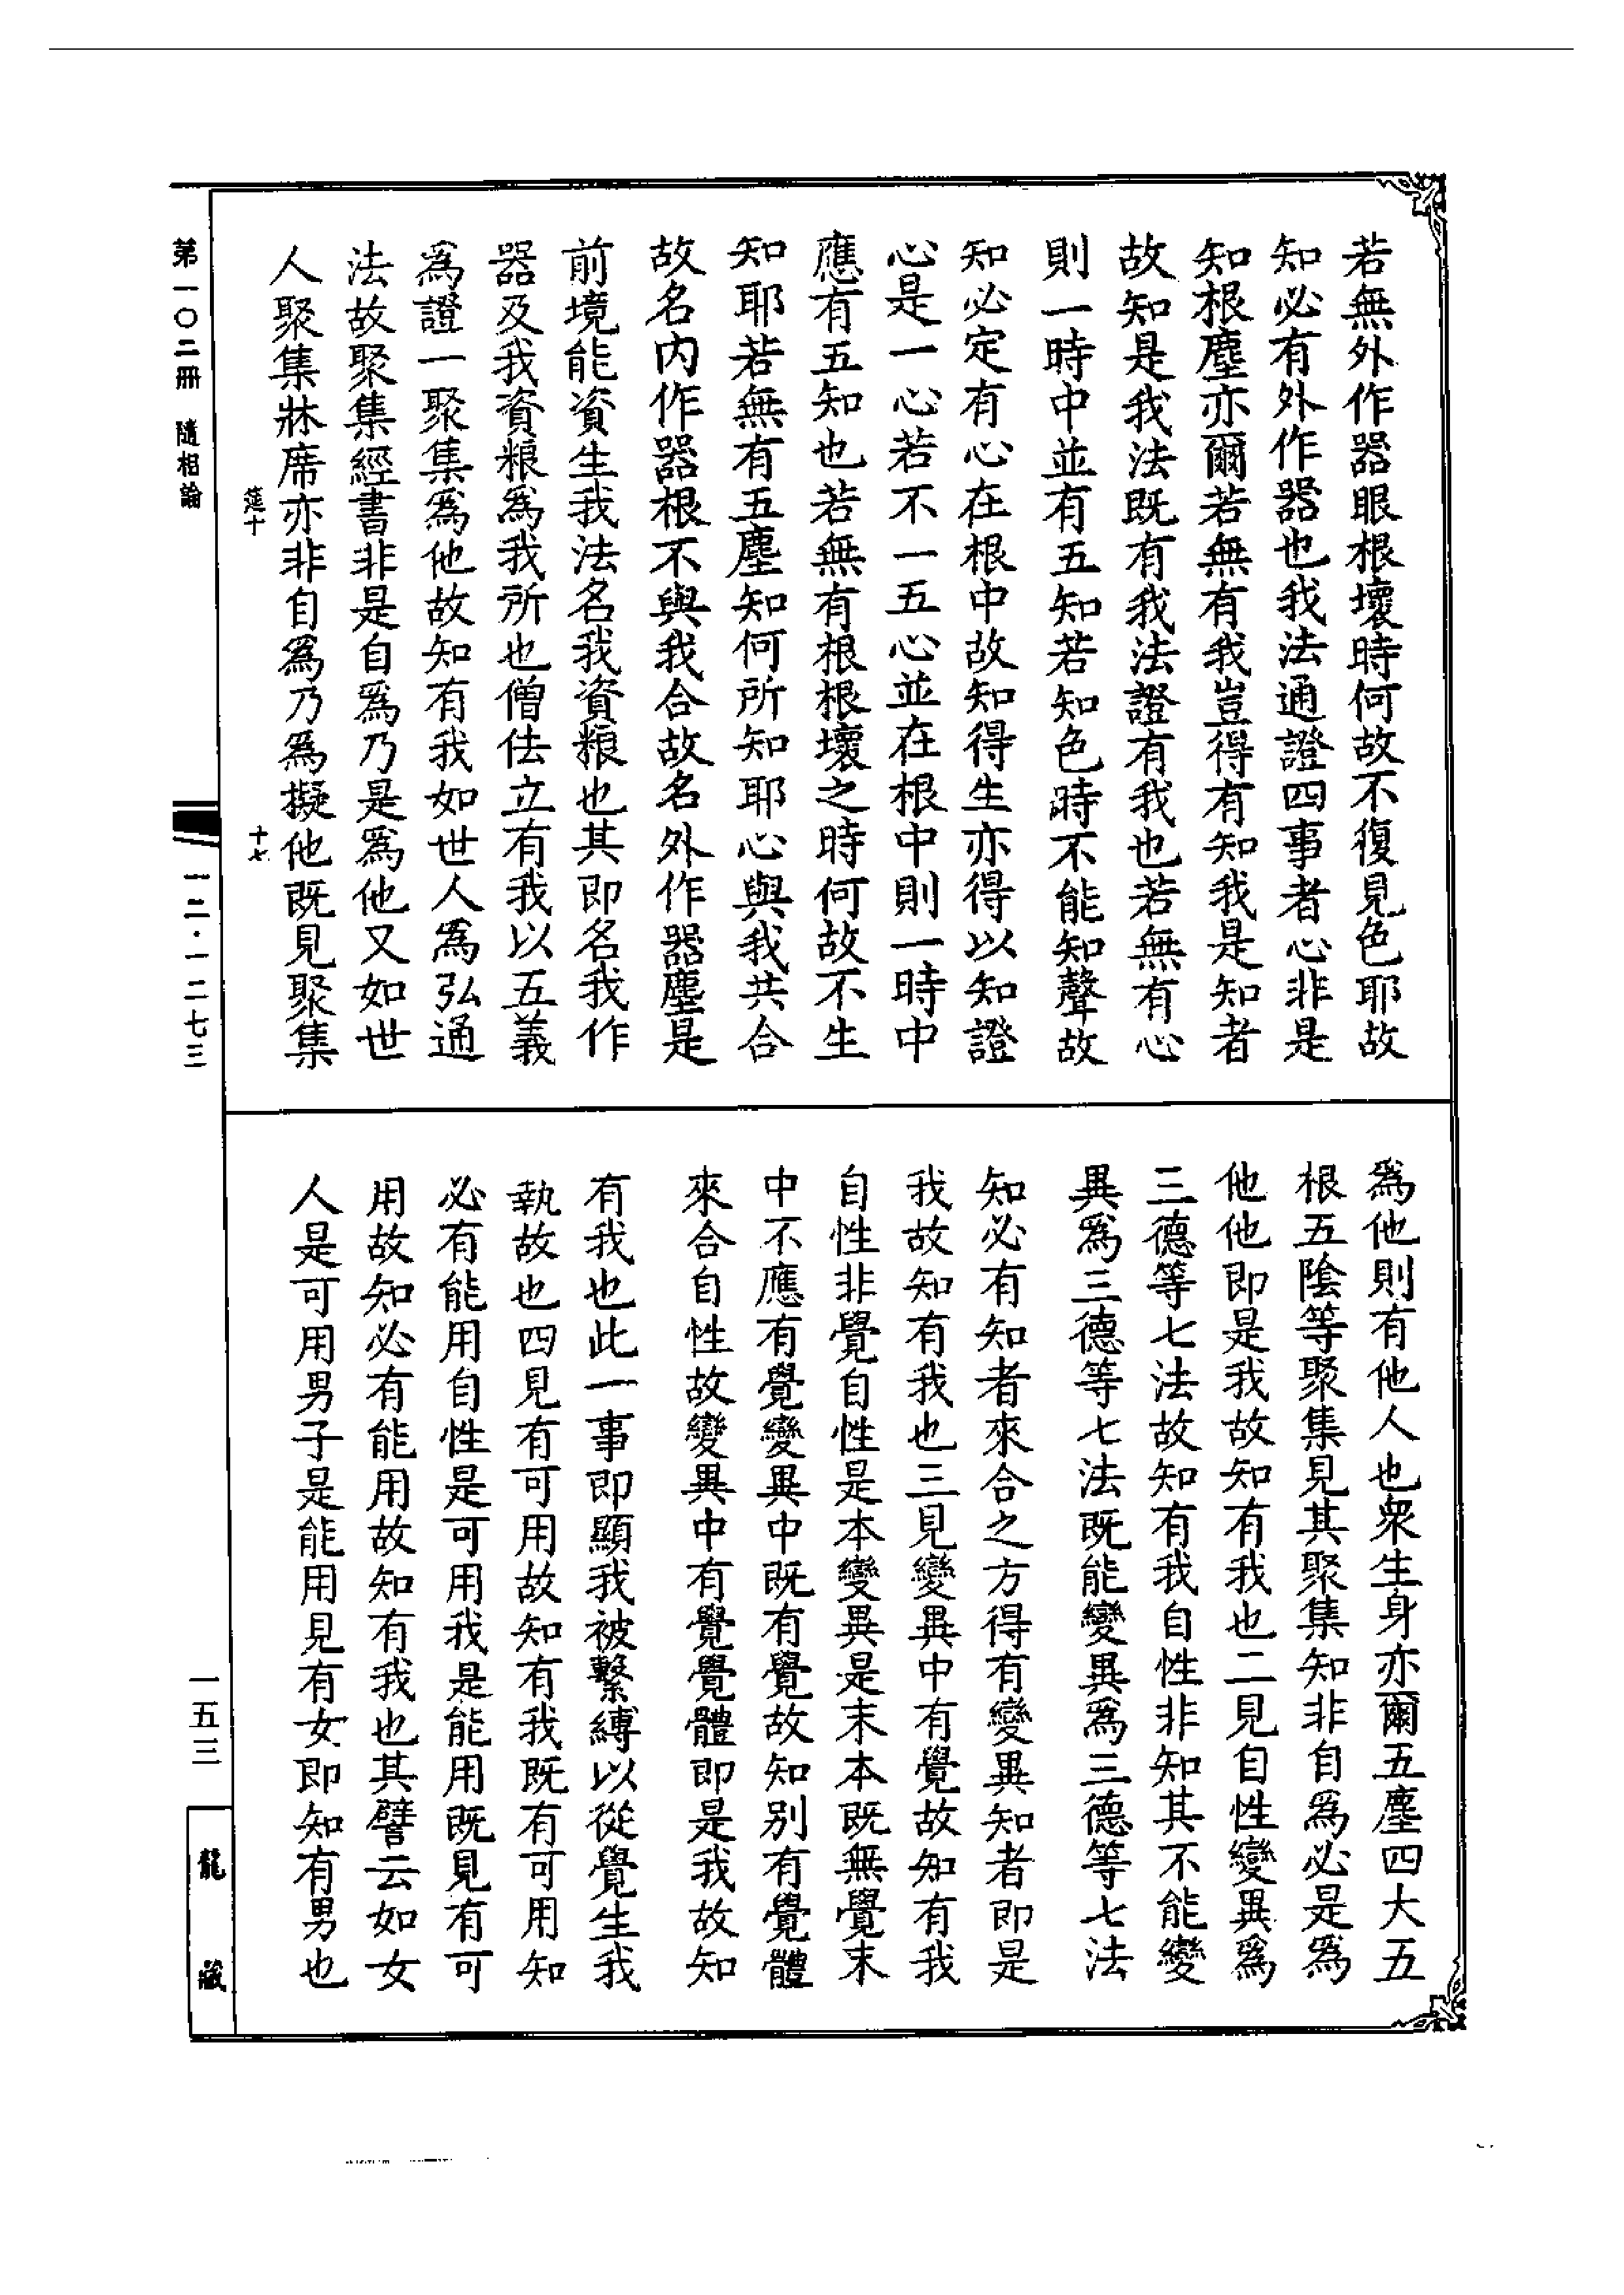 若無外作器眼根壞時何故不復見色耶故
知必有外作器也我法通證四事者心非是
知根塵亦爾若無有我豈得有知我是知者
故知是我法既有我法證有我也若無有心
則一時中並有五知若知色時不能知聲故
知必定有心在根中故知得生亦得以知證
心是一心若不一五心並在根中則一時中
應有五知也若無有根根壞之時何故不生
知耶若無有五塵知何所知耶心與我共合
故名内作器根不與我合故名外作器塵是
前境能資生我法名我資粮也其即名我作
器及我資粮爲我所也僧佉立有我以五義
爲證一聚集爲他故知有我如世人爲弘通
法故聚集經書非是自爲乃是爲他又如世
人聚集牀席亦非自爲乃爲擬他既見聚集
筵十
十七
爲他則有他人也衆生身亦爾五塵四大五
根五陰等聚集見其聚集知非自爲必是爲
他他即是我故知有我也二見自性變異爲
三德等七法故知有我自性非知其不能變
異爲三德等七法既能變異爲三德等七法
知必有知者來合之方得有變異知者即是
我故知有我也三見變異中有覺故知有我
自性非覺自性是本變異是末本既無覺末
中不應有覺變異中既有覺故知別有覺體
來合自性故變異中有覺覺體即是我故知
有我也此一事即顯我被繫縛以從覺生我
執故也四見有可用故知有我既有可用知
必有能用自性是可用我是能用既見有可
用故知必有能用故知有我也其譬云如女
人是可用男子是能用見有女即知有男也
第一〇二冊 隨相論
一二·一二七三
一五三
龍藏